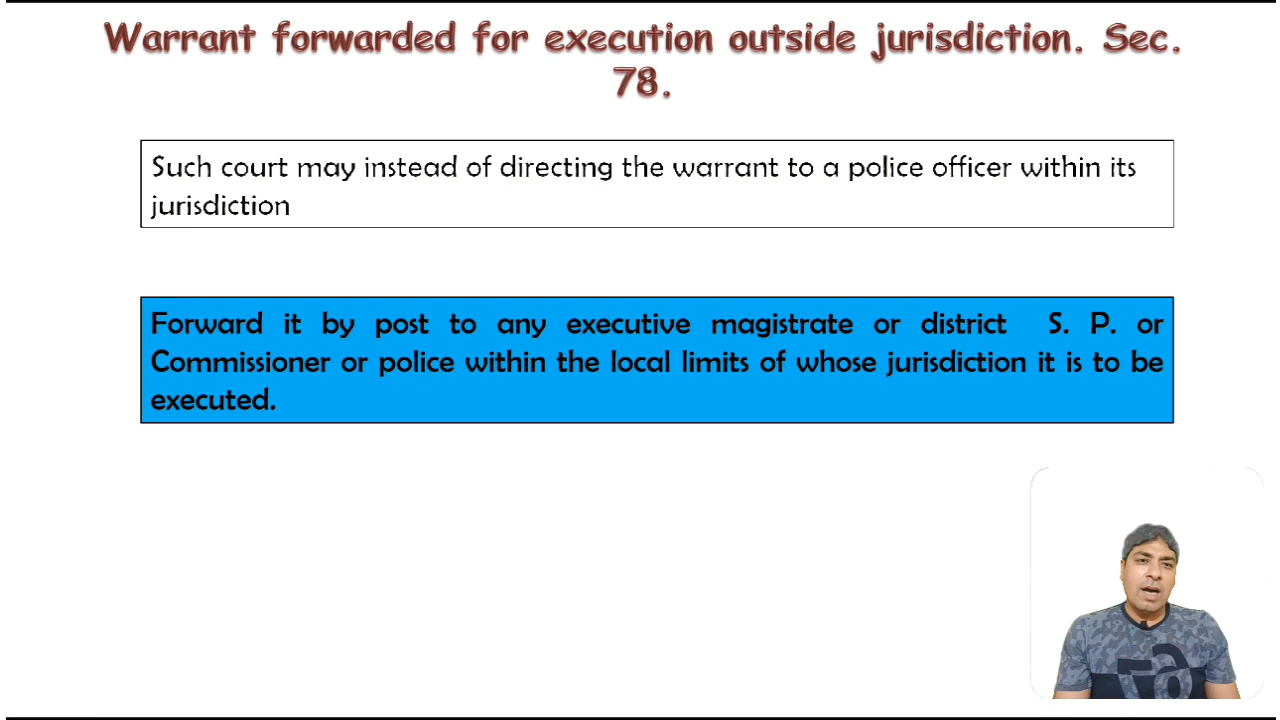 Warrant forwarded for execution outside jurisdiction. Sec.
78.
Such court may instead of directing the warrant to a police officer within its
jurisdiction
Forward it by post to any executive magistrate or district S. P. or
Commissioner or police within the local limits of whose jurisdiction it is to be
executed.